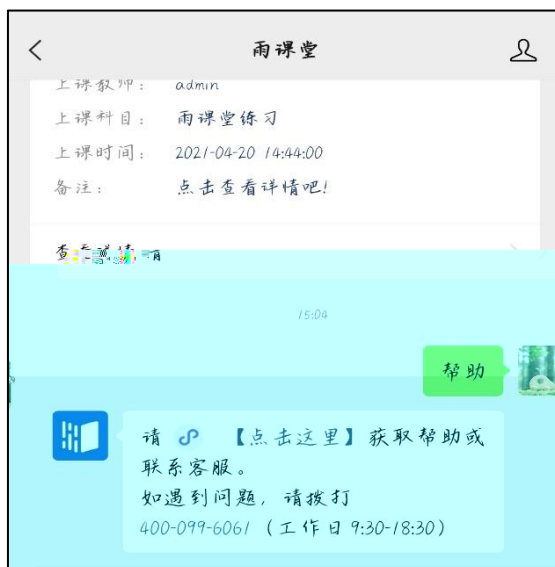 雨课堂
上课教师： admin
上课科目： 雨课堂练习
上课时间： 2021-04-20 14:44:00
备注： 点击查看详情吧！
15:04
帮助
请 【点击这里】获取帮助或
联系客服。
如遇到问题，请拨打
400-099-6061（工作日 9:30-18:30）